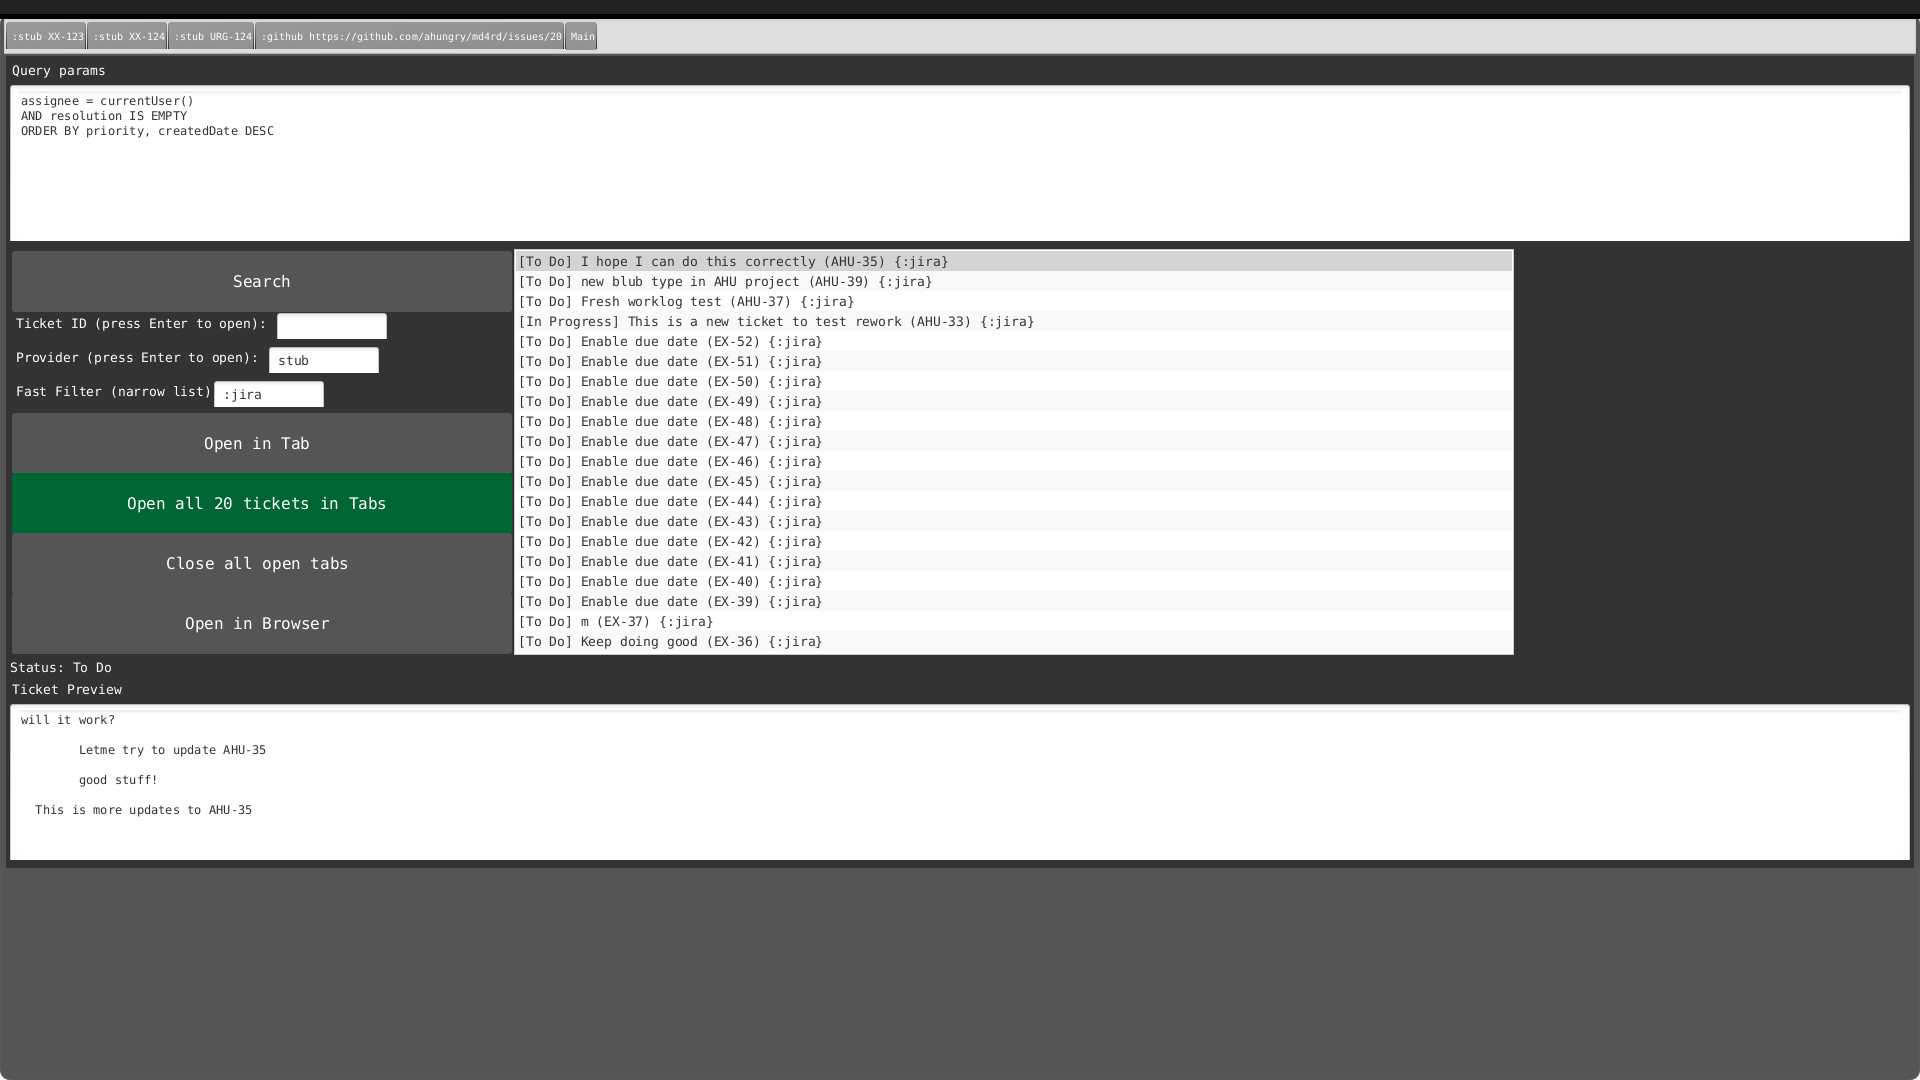 :stub XX-123 :stub XX-124 :stub URG-124 :github https://github.com/ahungry/md4rd/issues/20 Main
Query params
assignee = currentUser()
AND resolution IS EMPTY
ORDER BY priority, createdDate DESC
Search
Ticket ID (press Enter to open):
Provider (press Enter to open): stub
Fast Filter (narrow list) :jira
Open in Tab
Open all 20 tickets in Tabs
Close all open tabs
Open in Browser
[To Do] I hope I can do this correctly (AHU-35) {:jira}
[To Do] new blub type in AHU project (AHU-39) {:jira}
[To Do] Fresh worklog test (AHU-37) {:jira}
[In Progress] This is a new ticket to test rework (AHU-33) {:jira}
[To Do] Enable due date (EX-52) {:jira}
[To Do] Enable due date (EX-51) {:jira}
[To Do] Enable due date (EX-50) {:jira}
[To Do] Enable due date (EX-49) {:jira}
[To Do] Enable due date (EX-48) {:jira}
[To Do] Enable due date (EX-47) {:jira}
[To Do] Enable due date (EX-46) {:jira}
[To Do] Enable due date (EX-45) {:jira}
[To Do] Enable due date (EX-44) {:jira}
[To Do] Enable due date (EX-43) {:jira}
[To Do] Enable due date (EX-42) {:jira}
[To Do] Enable due date (EX-41) {:jira}
[To Do] Enable due date (EX-40) {:jira}
[To Do] Enable due date (EX-39) {:jira}
[To Do] m (EX-37) {:jira}
[To Do] Keep doing good (EX-36) {:jira}
Status: To Do
Ticket Preview
will it work?
Letme try to update AHU-35
good stuff!
This is more updates to AHU-35